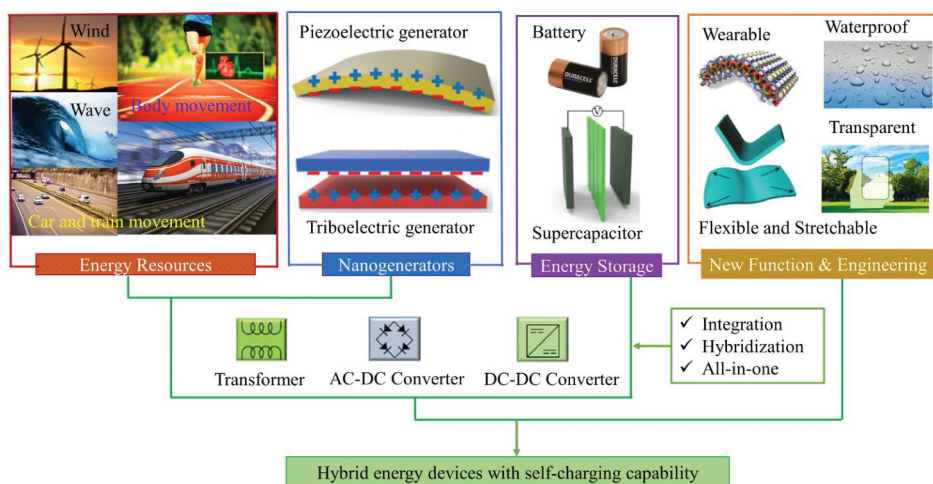 Wind
Body movement
Wave
Car and train movement
Energy Resources
Piezoelectric generator
Triboelectric generator
Nanogenerators
Battery
DURACELL
DURACELL
V
Supercapacitor
Energy Storage
Wearable
Waterproof
Transparent
Flexible and Stretchable
New Function & Engineering
Transformer
AC-DC Converter
DC-DC Converter
✓ Integration
✓ Hybridization
✓ All-in-one
Hybrid energy devices with self-charging capability